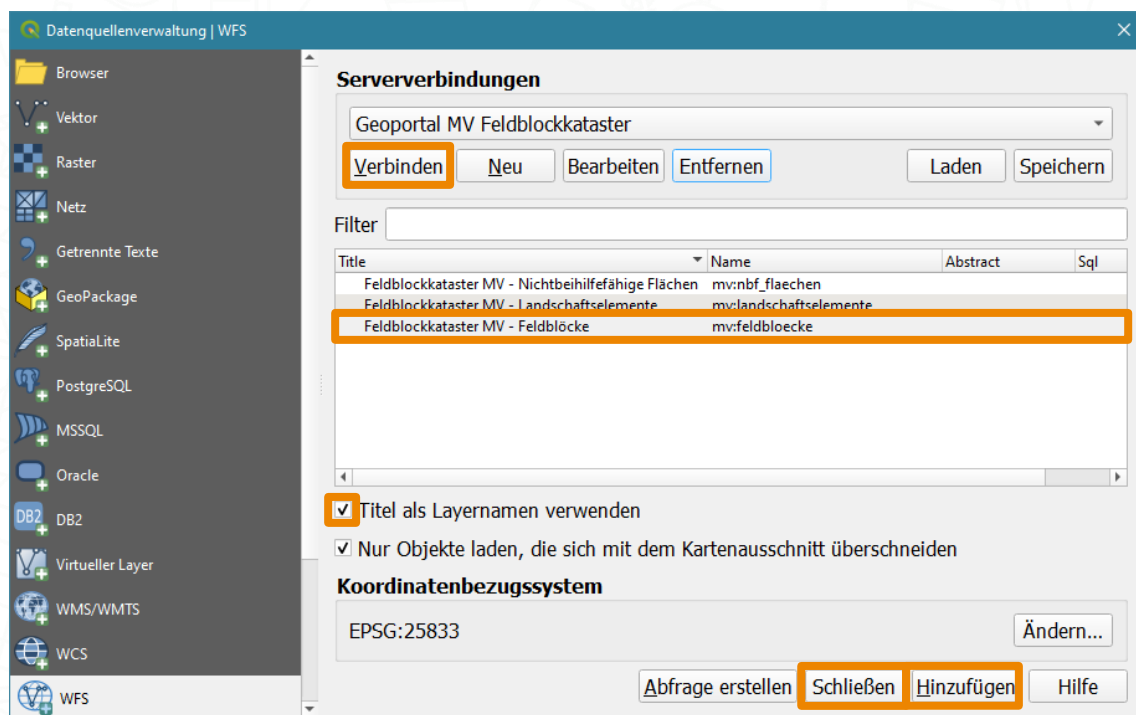 Datenquellenverwaltung | WFS
Browser
Vektor
Raster
Netz
Getrennte Texte
GeoPackage
SpatiaLite
PostgreSQL
MSSQL
Oracle
DB2
DB2
Virtueller Layer
WMS/WMTS
WCS
WFS
Serververbindungen
Geoportal MV Feldblockkataster
Verbinden Neu Bearbeiten Entfernen Laden Speichern
Filter
Title Name Abstract Sql
Feldblockkataster MV - Nichtbeihilfefähige Flächen mv:nbf_flaechen
Feldblockkataster MV - Landschaftselemente mv:landschaftselemente
Feldblockkataster MV - Feldblöcke mv:feldbloecke
Titel als Layernamen verwenden
Nur Objekte laden, die sich mit dem Kartenausschnitt überschneiden
Koordinatenbezugssystem
EPSG:25833 Ändern...
Abfrage erstellen Schließen Hinzufügen Hilfe